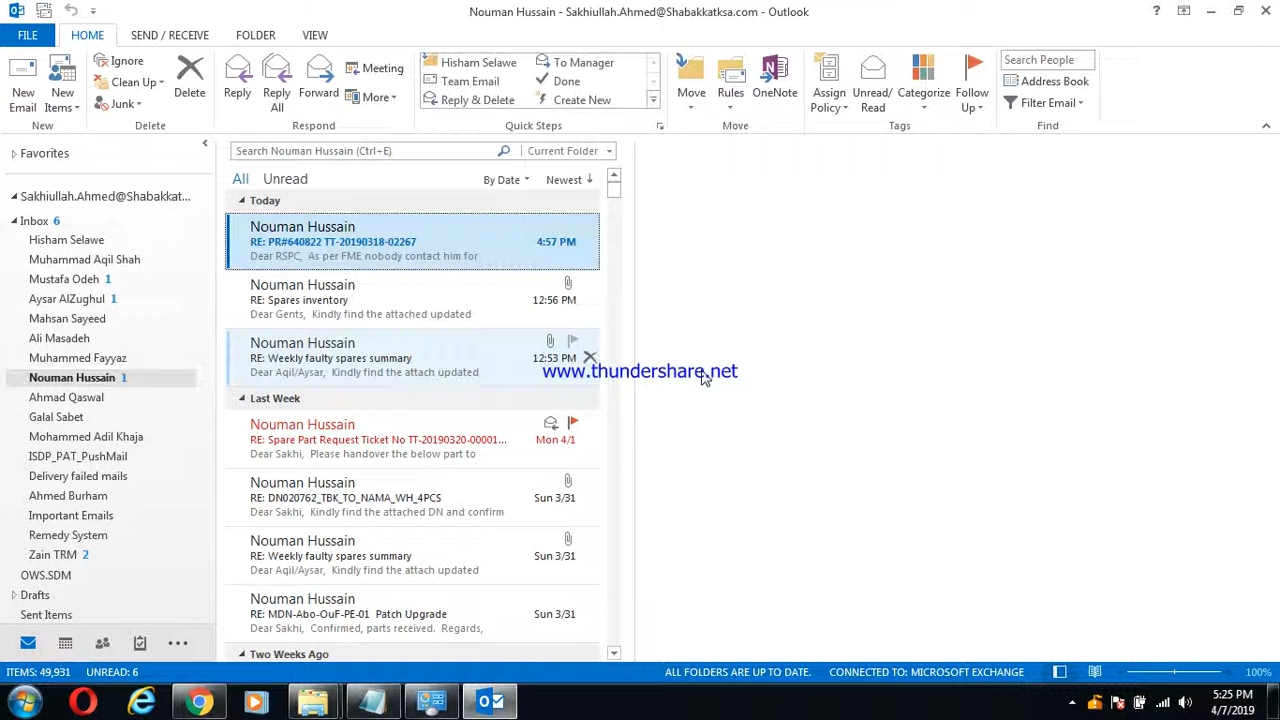 Nouman Hussain - Sakhiullah.Ahmed@Shabakkatksa.com - Outlook
FILE HOME SEND / RECEIVE FOLDER VIEW
New Email
New Items
New
Ignore
Clean Up
Junk
Delete
Delete
Reply
Reply All
Forward
Meeting
More
Respond
Hisham Selawe
Team Email
Reply & Delete
To Manager
Done
Create New
Quick Steps
Move
Rules
OneNote
Move
Assign Policy
Unread/ Read
Categorize
Follow Up
Tags
Search People
Address Book
Filter Email
Find
Favorites
Sakhiullah.Ahmed@Shabakkat...
Inbox 6
Hisham Selawe
Muhammad Aqil Shah
Mustafa Odeh 1
Aysar AlZughul 1
Mahsan Sayeed
Ali Masadeh
Muhammed Fayyaz
Nouman Hussain 1
Ahmad Qaswal
Galal Sabet
Mohammed Adil Khaja
ISDP_PAT_PushMail
Delivery failed mails
Ahmed Burham
Important Emails
Remedy System
Zain TRM 2
OWS.SDM
Drafts
Sent Items
Search Nouman Hussain (Ctrl+E) Current Folder
All Unread
By Date Newest
Today
Nouman Hussain
RE: PR#640822 TT-20190318-02267 4:57 PM
Dear RSPC, As per FME nobody contact him for
Nouman Hussain
RE: Spares inventory 12:56 PM
Dear Gents, Kindly find the attached updated
Nouman Hussain
RE: Weekly faulty spares summary 12:53 PM
Dear Aqil/Aysar, Kindly find the attach updated
www.thundershare.net
Last Week
Nouman Hussain
RE: Spare Part Request Ticket No TT-20190320-00001... Mon 4/1
Dear Sakhi, Please handover the below part to
Nouman Hussain
RE: DN020762_TBK_TO_NAMA_WH_4PCS Sun 3/31
Dear Sakhi, Kindly find the attached DN and confirm
Nouman Hussain
RE: Weekly faulty spares summary Sun 3/31
Dear Aqil/Aysar, Kindly find the attach updated
Nouman Hussain
RE: MDN-Abo-OuF-PE-01 Patch Upgrade Sun 3/31
Dear Sakhi, Confirmed, parts received. Regards,
Two Weeks Ago
ITEMS: 49,931 UNREAD: 6 ALL FOLDERS ARE UP TO DATE. CONNECTED TO: MICROSOFT EXCHANGE 100%
5:25 PM
4/7/2019